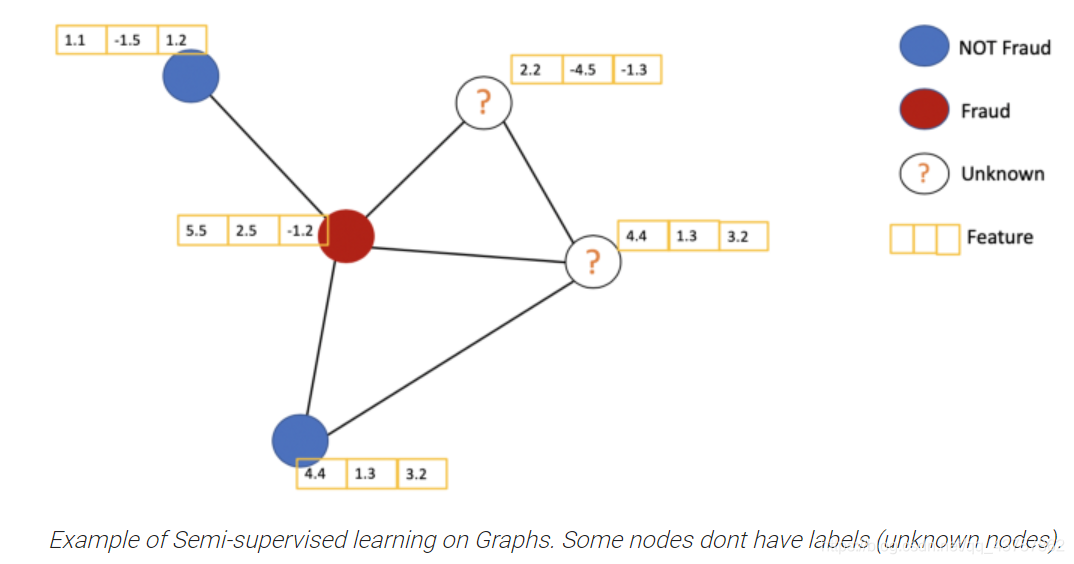 1.1 -1.5 1.2
2.2 -4.5 -1.3
?
5.5 2.5 -1.2
4.4 1.3 3.2
?
4.4 1.3 3.2
NOT Fraud
Fraud
? Unknown
Feature
Example of Semi-supervised learning on Graphs. Some nodes dont have labels (unknown nodes).